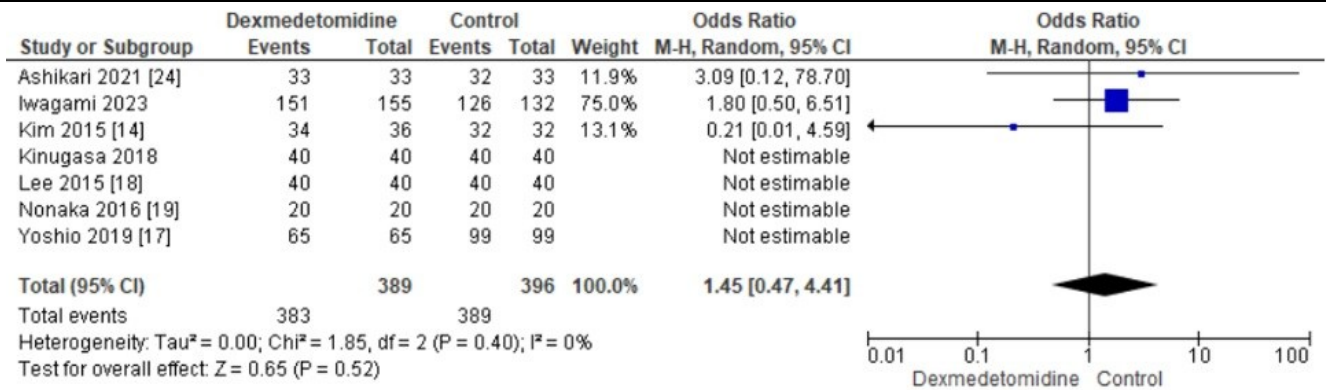 Dexmedetomidine Control Odds Ratio Odds Ratio
Study or Subgroup Events Total Events Total Weight M-H, Random, 95% CI M-H, Random, 95% CI
Ashikari 2021 [24] 33 33 32 33 11.9% 3.09 [0.12, 78.70]
Iwagami 2023 151 155 126 132 75.0% 1.80 [0.50, 6.51]
Kim 2015 [14] 34 36 32 32 13.1% 0.21 [0.01, 4.59]
Kinugasa 2018 40 40 40 40 Not estimable
Lee 2015 [18] 40 40 40 40 Not estimable
Nonaka 2016 [19] 20 20 20 20 Not estimable
Yoshio 2019 [17] 65 65 99 99 Not estimable
Total (95% CI) 389 396 100.0% 1.45 [0.47, 4.41]
Total events 383 389
Heterogeneity: Tau² = 0.00; Chi² = 1.85, df = 2 (P = 0.40); I² = 0%
Test for overall effect: Z = 0.65 (P = 0.52)
0.01 0.1 1 10 100
Dexmedetomidine Control